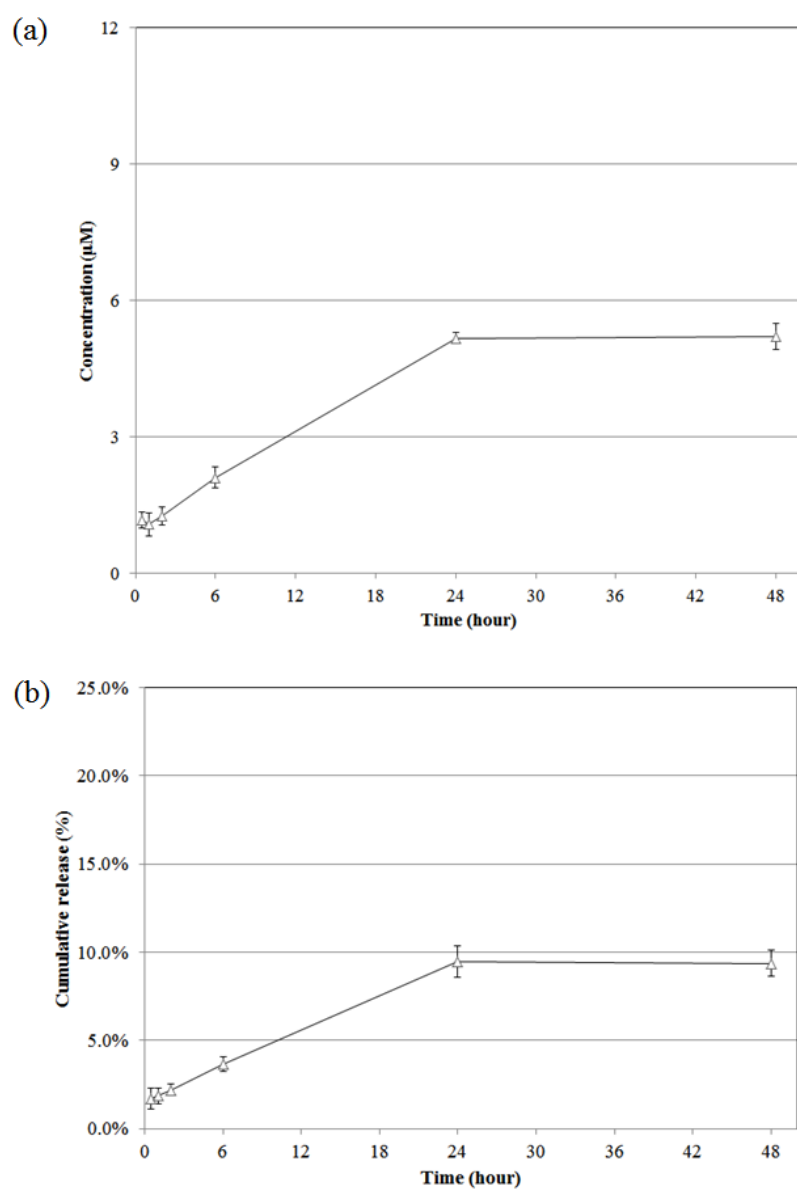 (a)
12
9
6
3
0
Concentration (µM)
0 6 12 18 24 30 36 42 48
Time (hour)
(b)
25.0%
20.0%
15.0%
10.0%
5.0%
0.0%
Cumulative release (%)
0 6 12 18 24 30 36 42 48
Time (hour)